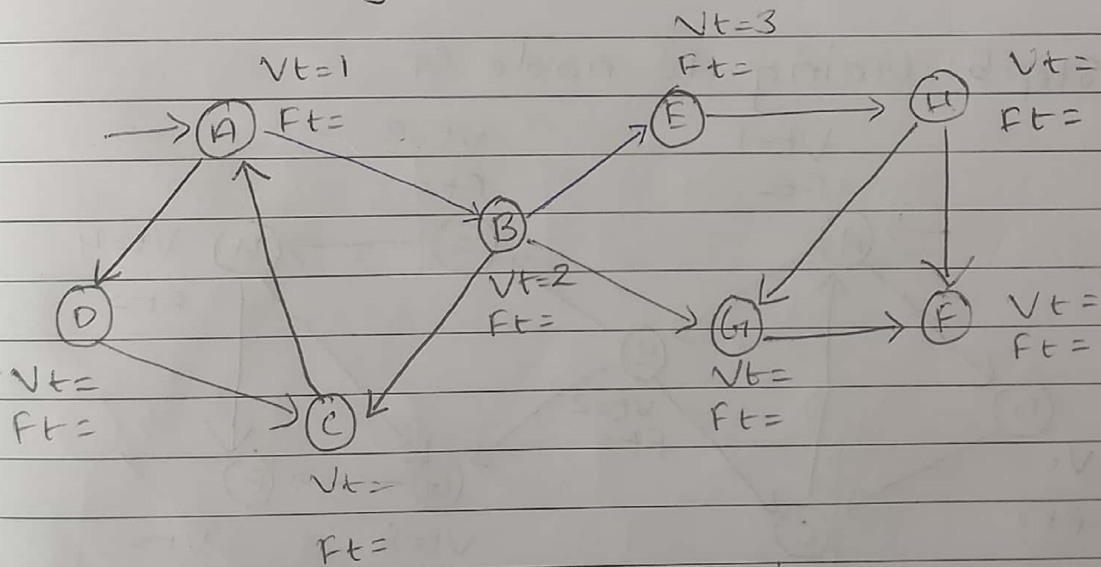 Vt=3
Ft=
Vt=1
Ft=
A
E
H
Vt=
Ft=
B
Vt=2
Ft=
D
Vt=
Ft=
G
Vt=
Ft=
F
Vt=
Ft=
C
Vt=
Ft=